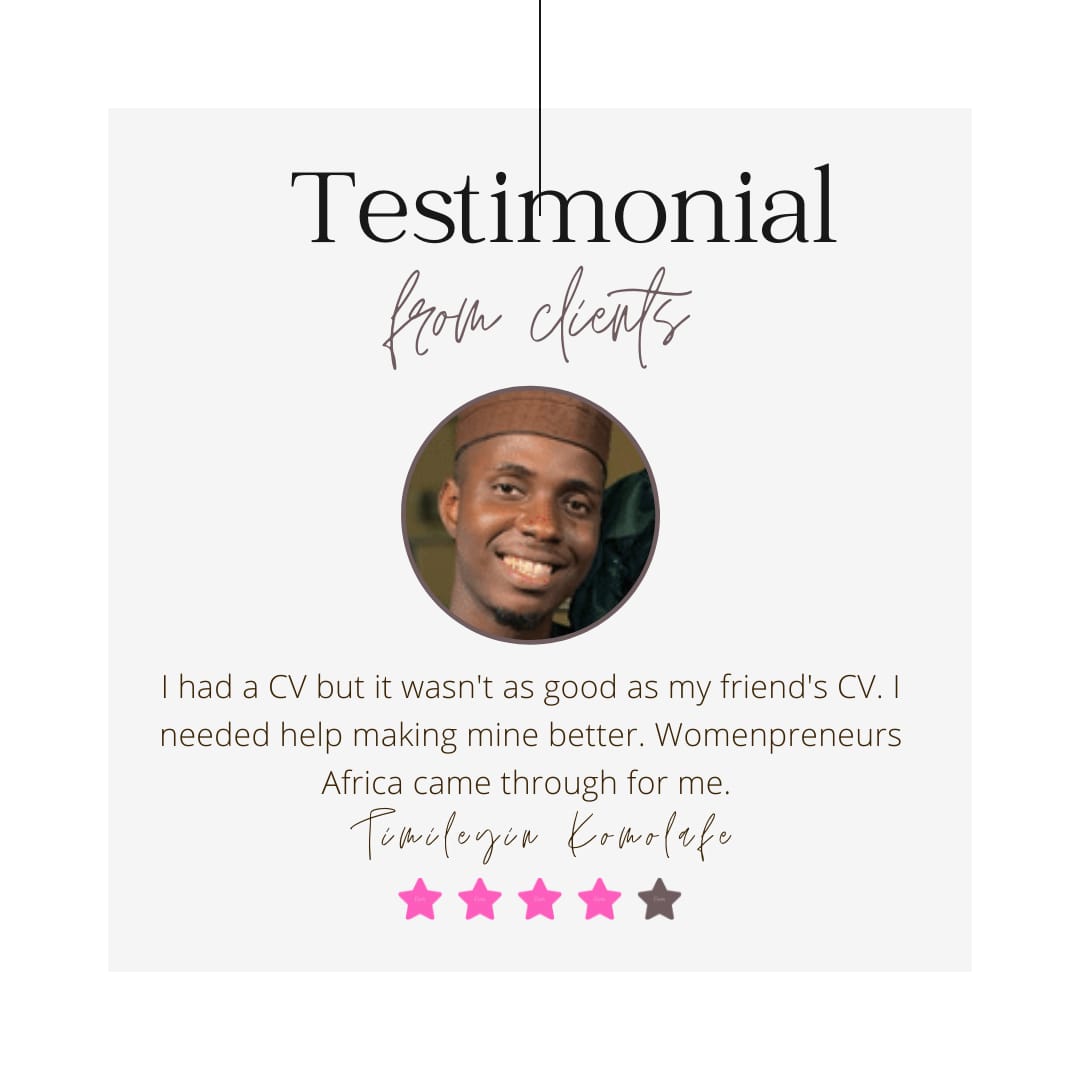 Testimonial
from clients
I had a CV but it wasn't as good as my friend's CV. I
needed help making mine better. Womenpreneurs
Africa came through for me.
Timileyin Komolafe